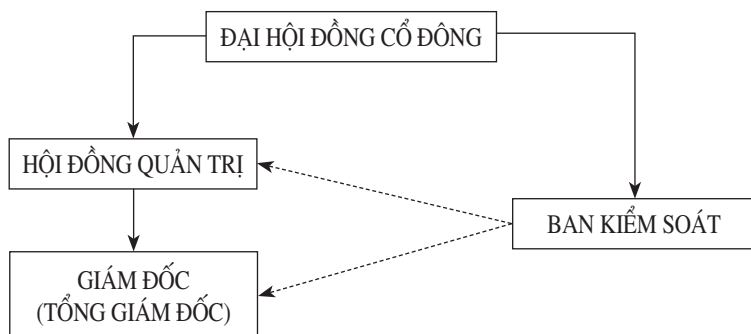 ĐẠI HỘI ĐỒNG CỔ ĐÔNG
HỘI ĐỒNG QUẢN TRỊ
BAN KIỂM SOÁT
GIÁM ĐỐC
(TỔNG GIÁM ĐỐC)